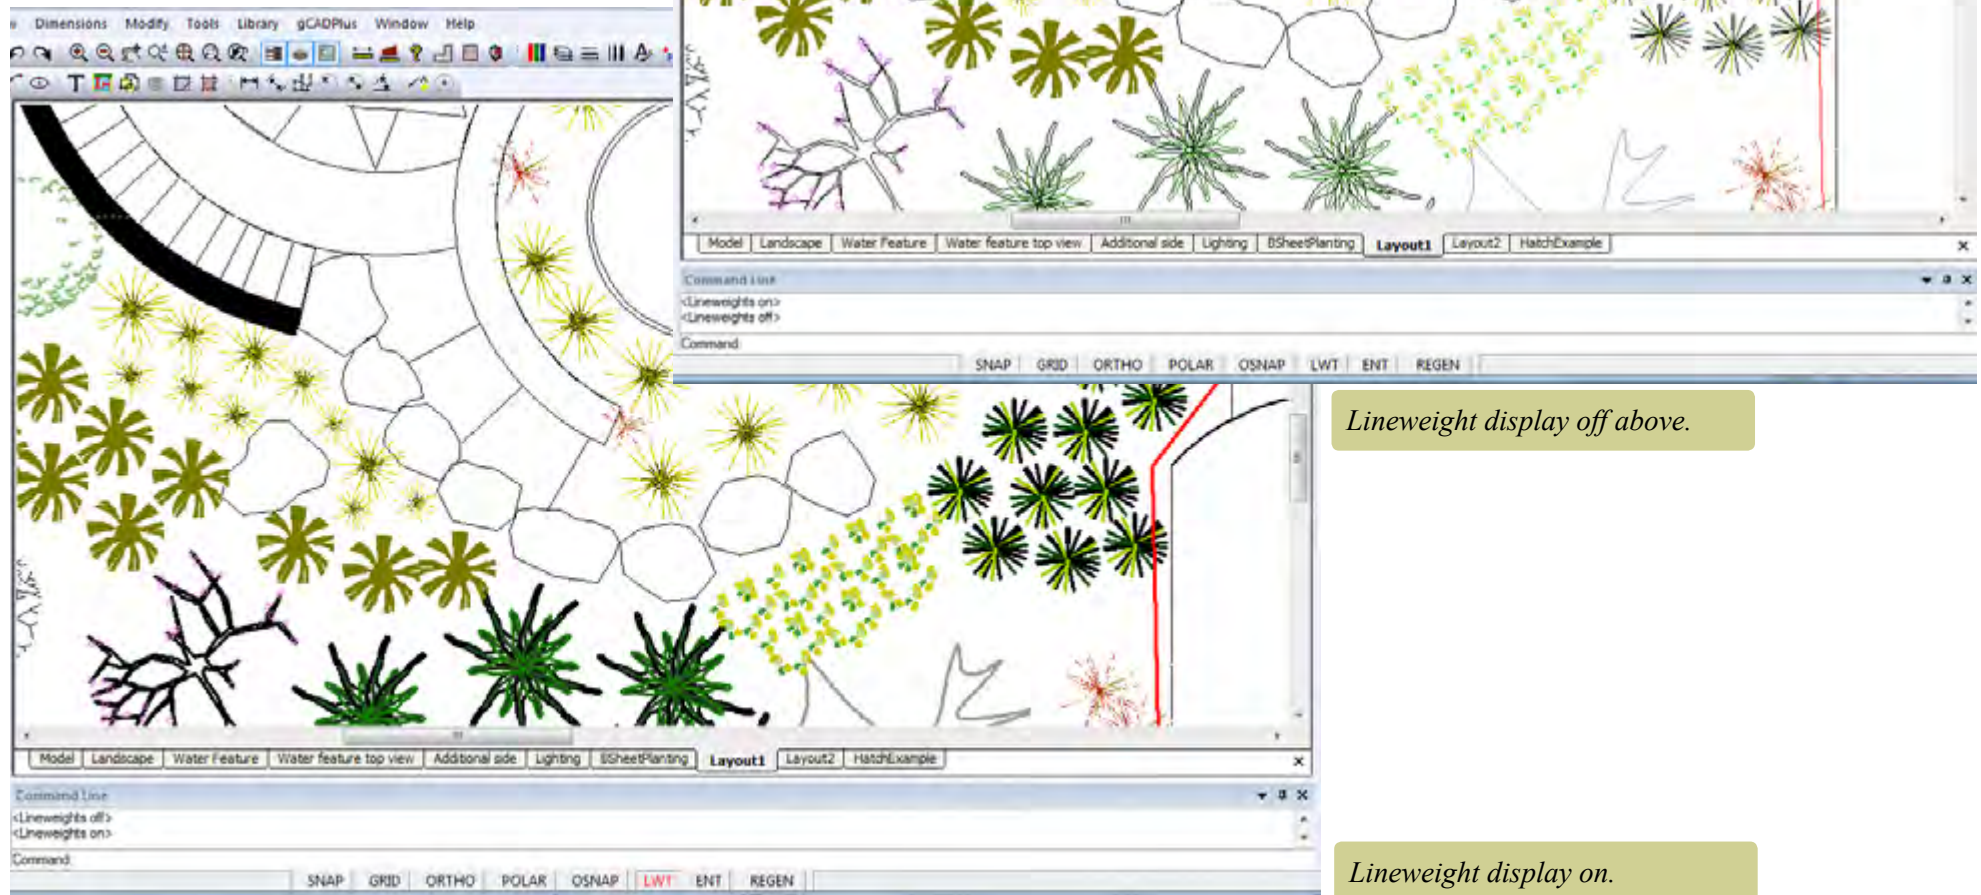 Dimensions Modify Tools Library gCADPlus Window Help
Model Landscape Water Feature Water feature top view Additional side Lighting BSheetPlanting Layout1 Layout2 HatchExample
Command Line
<Lineweights on>
<Lineweights off>
Command
SNAP GRID ORTHO POLAR OSNAP LWT ENT REGEN
Lineweight display off above.
Model Landscape Water Feature Water feature top view Additional side Lighting BSheetPlanting Layout1 Layout2 HatchExample
Command Line
<Lineweights off>
<Lineweights on>
Command
SNAP GRID ORTHO POLAR OSNAP LWT ENT REGEN
Lineweight display on.